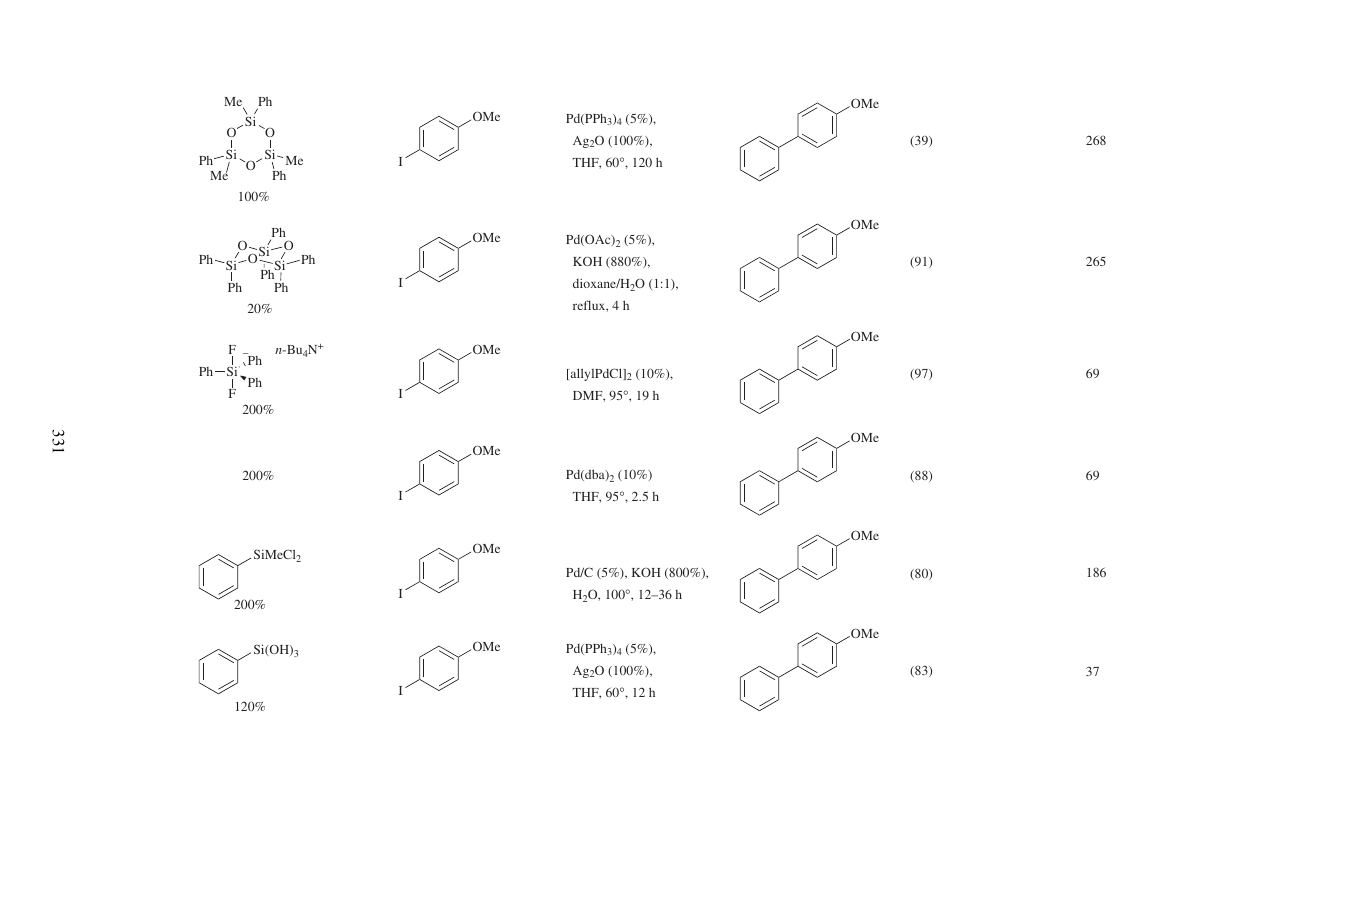 Me Ph
Si
O O
Ph Si Si Me
Me O Ph
100%
I OMe
Pd(PPh3)4 (5%),
Ag2O (100%),
THF, 60°, 120 h
OMe
(39)
268
Ph
O Si O
Ph Si O Si Ph
Ph Ph Ph
20%
I OMe
Pd(OAc)2 (5%),
KOH (880%),
dioxane/H2O (1:1),
reflux, 4 h
OMe
(91)
265
F – n-Bu4N+
Ph
Ph Si
Ph
F
200%
I OMe
[allylPdCl]2 (10%),
DMF, 95°, 19 h
OMe
(97)
69
331
200%
I OMe
Pd(dba)2 (10%)
THF, 95°, 2.5 h
OMe
(88)
69
SiMeCl2
200%
I OMe
Pd/C (5%), KOH (800%),
H2O, 100°, 12–36 h
OMe
(80)
186
Si(OH)3
120%
I OMe
Pd(PPh3)4 (5%),
Ag2O (100%),
THF, 60°, 12 h
OMe
(83)
37